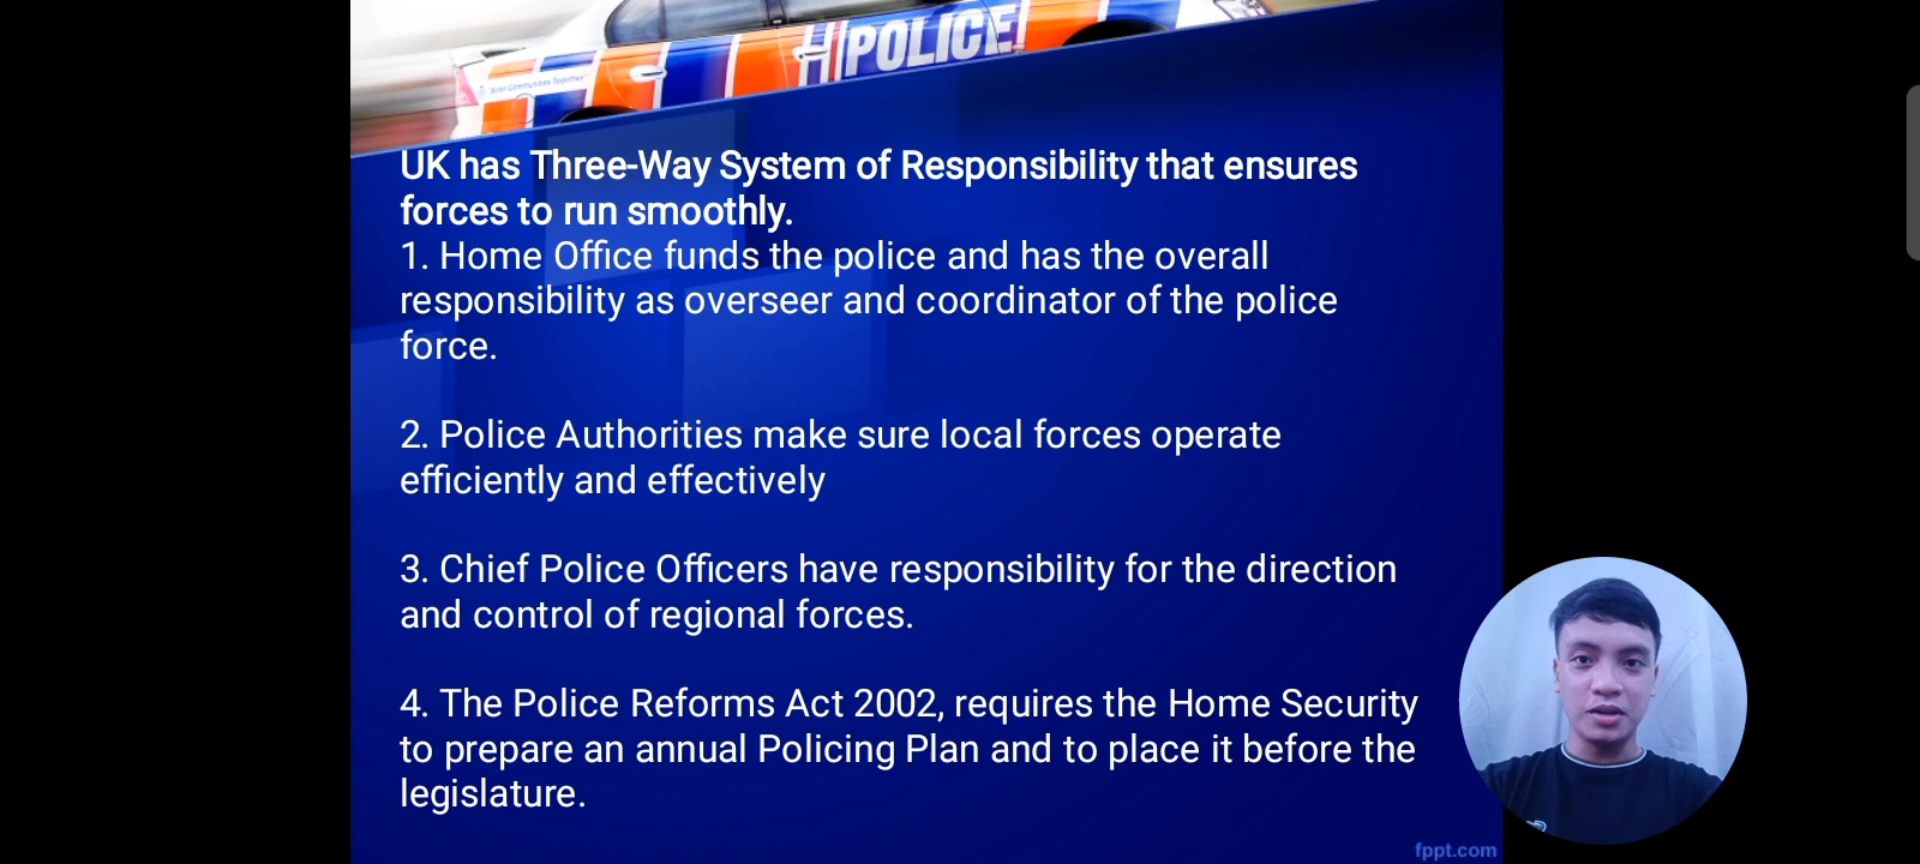 POLICE
"Safer Communities Together"
UK has Three-Way System of Responsibility that ensures
forces to run smoothly.
1. Home Office funds the police and has the overall
responsibility as overseer and coordinator of the police
force.
2. Police Authorities make sure local forces operate
efficiently and effectively
3. Chief Police Officers have responsibility for the direction
and control of regional forces.
4. The Police Reforms Act 2002, requires the Home Security
to prepare an annual Policing Plan and to place it before the
legislature.
fppt.com